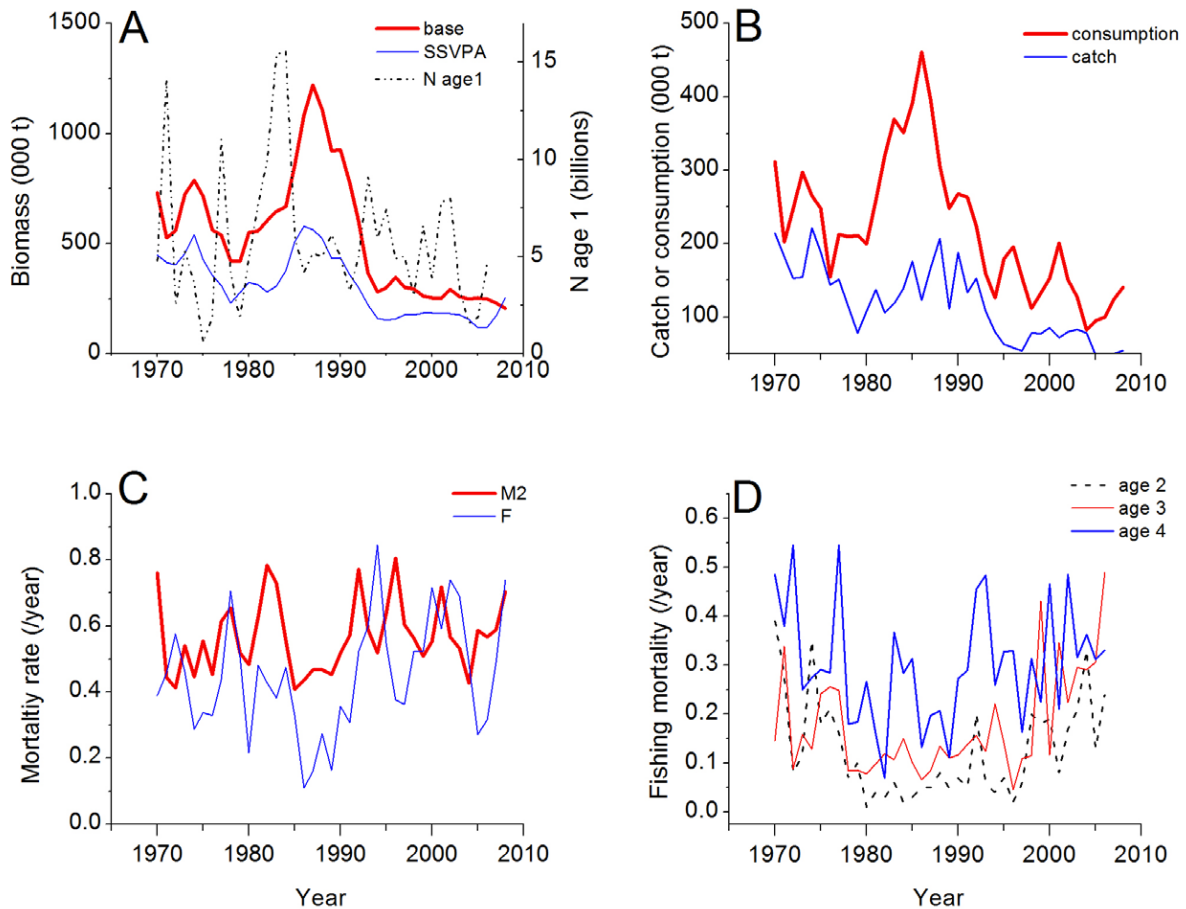 A
base
SSVPA
N age1
Biomass (000 t)
1500
1000
500
0
15
10
5
0
N age 1 (billions)
1970 1980 1990 2000 2010
B
consumption
catch
Catch or consumption (000 t)
500
400
300
200
100
1970 1980 1990 2000 2010
C
M2
F
Mortaltiy rate (/year)
1.0
0.8
0.6
0.4
0.2
0.0
1970 1980 1990 2000 2010
Year
D
age 2
age 3
age 4
Fishing mortality (/year)
0.6
0.5
0.4
0.3
0.2
0.1
0.0
1970 1980 1990 2000 2010
Year